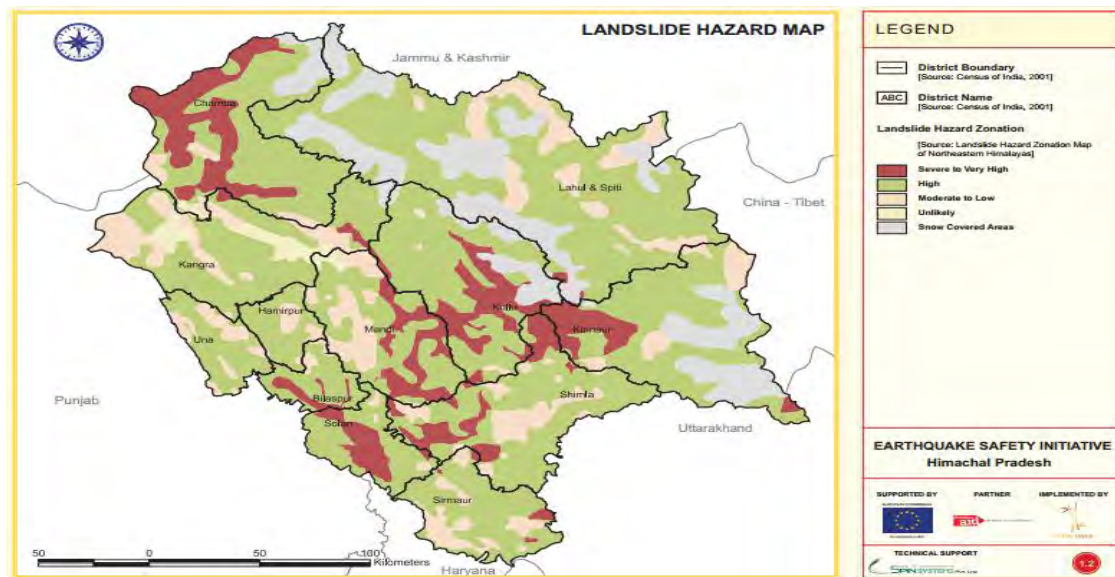 LANDSLIDE HAZARD MAP
Jammu & Kashmir
Chamba
Lahul & Spiti
China - Tibet
Kangra
Hamirpur
Kullu
Una
Mandi
Kinnaur
Bilaspur
Shimla
Punjab
Solan
Uttarakhand
Sirmaur
50 0 50 100
Kilometers
Haryana
LEGEND
District Boundary
[Source: Census of India, 2001]
ABC District Name
[Source: Census of India, 2001]
Landslide Hazard Zonation
[Source: Landslide Hazard Zonation Map
of Northeastern Himalayas]
Severe to Very High
High
Moderate to Low
Unlikely
Snow Covered Areas
EARTHQUAKE SAFETY INITIATIVE
Himachal Pradesh
SUPPORTED BY PARTNER IMPLEMENTED BY
aid
TECHNICAL SUPPORT
SPINSYSTEMS Pvt. Ltd.
1.2